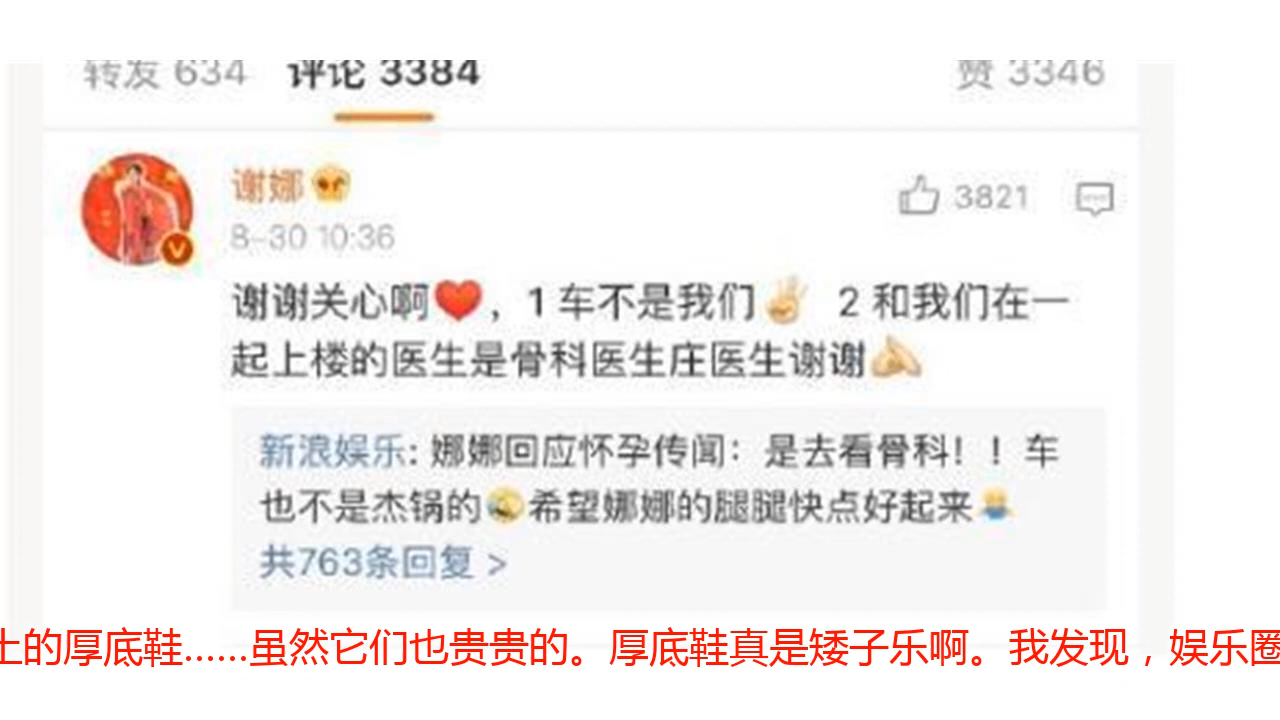 转发 634 评论 3384 赞 3346
谢娜
3821
8-30 10:36
谢谢关心啊，1 车不是我们 2 和我们在一
起上楼的医生是骨科医生庄医生谢谢
新浪娱乐: 娜娜回应怀孕传闻：是去看骨科！！车
也不是杰锅的希望娜娜的腿腿快点好起来
共763条回复 >
上的厚底鞋......虽然它们也贵贵的。厚底鞋真是矮子乐啊。我发现，娱乐圈